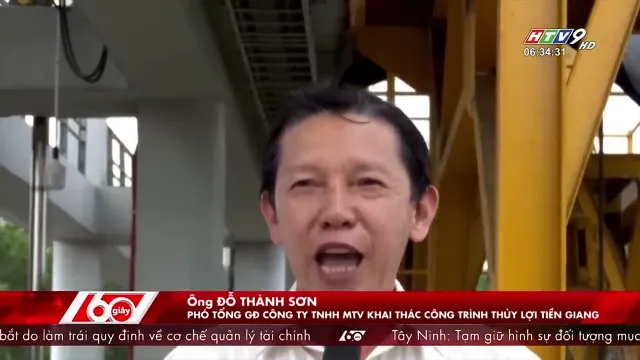 HTV9 HD
06:34:31
Ông ĐỖ THÀNH SƠN
60 giây
PHÓ TỔNG GĐ CÔNG TY TNHH MTV KHAI THÁC CÔNG TRÌNH THỦY LỢI TIỀN GIANG
bắt do làm trái quy định về cơ chế quản lý tài chính
Tây Ninh: Tạm giữ hình sự đối tượng mua